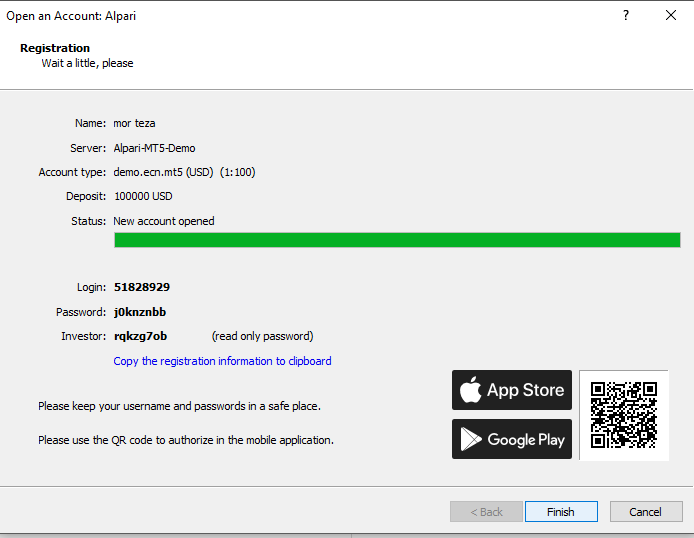 Open an Account: Alpari
?
Registration
Wait a little, please
Name: mor teza
Server: Alpari-MT5-Demo
Account type: demo.ecn.mt5 (USD) (1:100)
Deposit: 100000 USD
Status: New account opened
Login: 51828929
Password: j0knznbb
Investor: rqkzg7ob (read only password)
Copy the registration information to clipboard
App Store
Please keep your username and passwords in a safe place.
Google Play
Please use the QR code to authorize in the mobile application.
< Back Finish Cancel